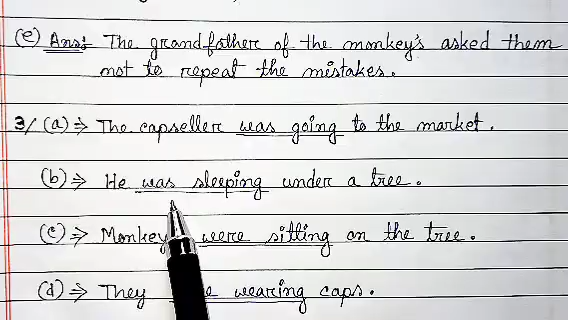 (e) Ans: The grandfather of the monkey's asked them
not to repeat the mistakes.
3/ (a) ⇒ The capseller was going to the market.
(b) ⇒ He was sleeping under a tree.
(c) ⇒ Monkey were sitting on the tree.
(d) ⇒ They wearing caps.